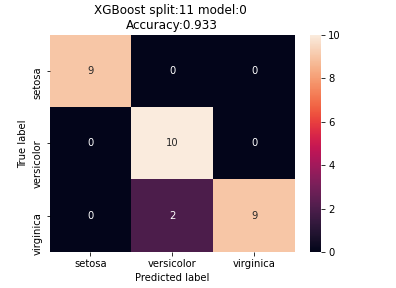 XGBoost split:11 model:0
Accuracy:0.933
setosa 9 0 0
versicolor 0 10 0
virginica 0 2 9
True label
setosa versicolor virginica
Predicted label
10
8
6
4
2
0